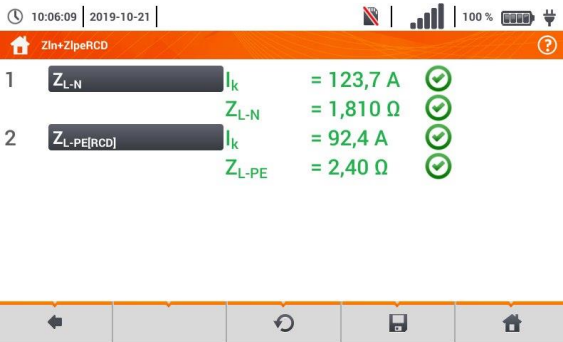 10:06:09 2019-10-21 100 %
Zln+ZlpeRCD ?
1 ZL-N Ik = 123,7 A
ZL-N = 1,810 Ω
2 ZL-PE[RCD] Ik = 92,4 A
ZL-PE = 2,40 Ω